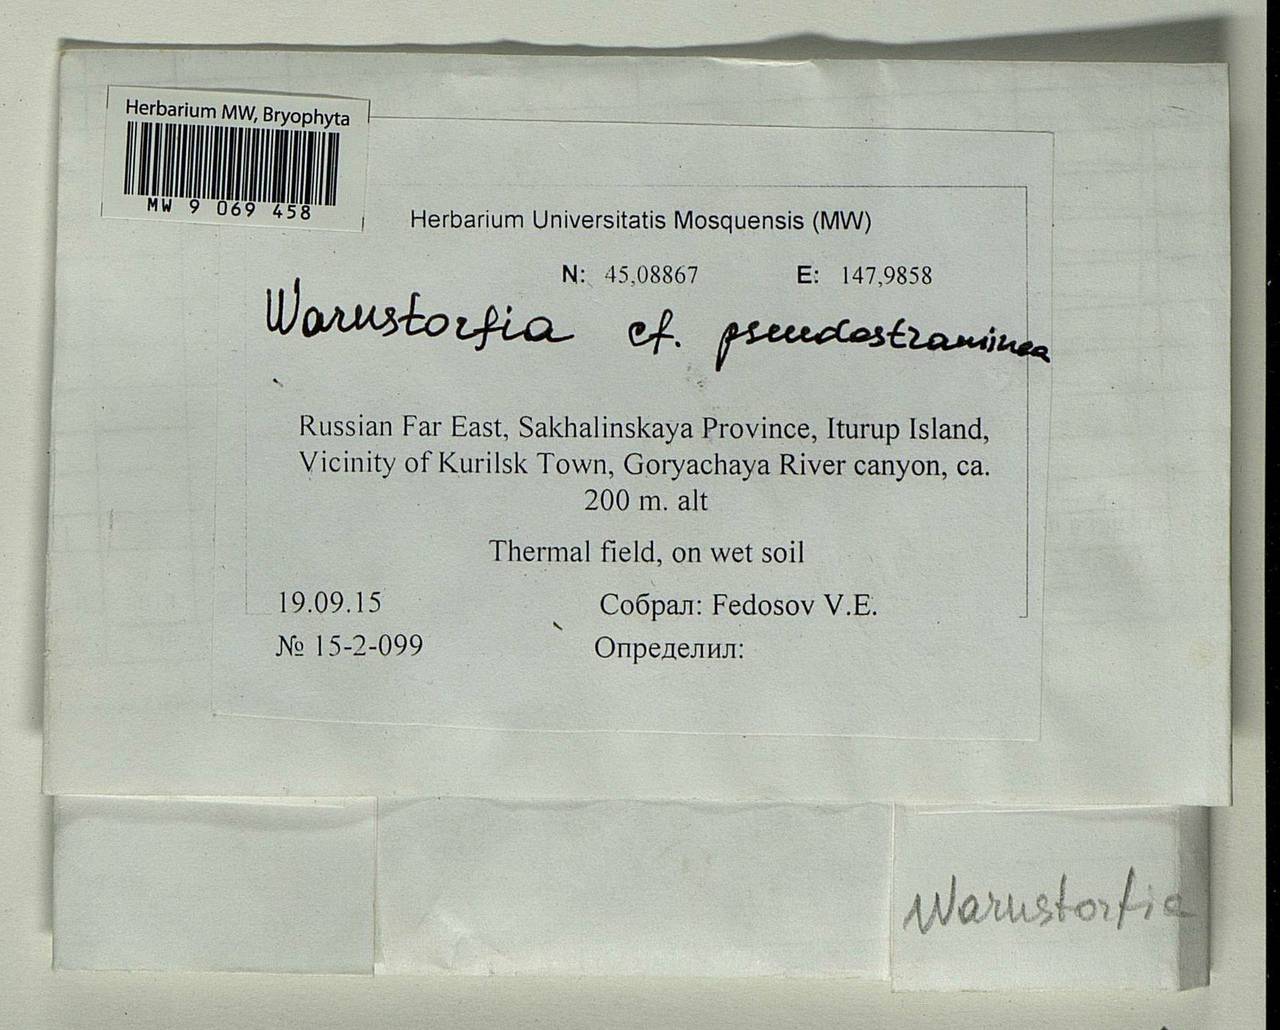 Herbarium MW, Bryophyta
MW 9 069 458
Herbarium Universitatis Mosquensis (MW)
N: 45,08867 E: 147,9858
Warnstorfia cf. pseudostraminea
Russian Far East, Sakhalinskaya Province, Iturup Island,
Vicinity of Kurilsk Town, Goryachaya River canyon, ca.
200 m. alt
Thermal field, on wet soil
19.09.15 Собрал: Fedosov V.E.
№ 15-2-099 Определил:
Warnstorfia